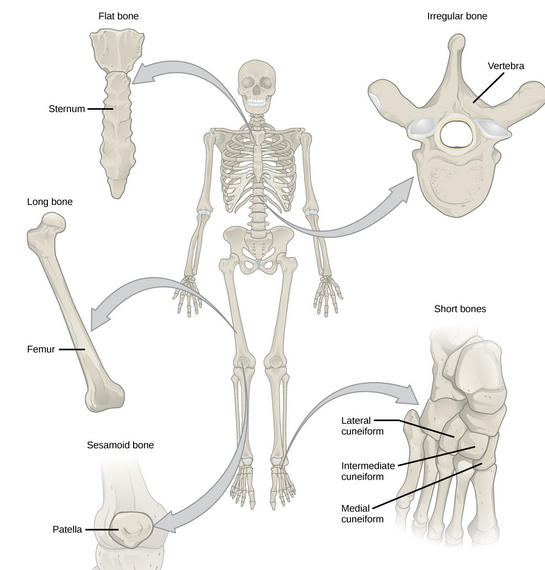 Flat bone
Irregular bone
Vertebra
Sternum
Long bone
Femur
Short bones
Lateral
cuneiform
Intermediate
cuneiform
Medial
cuneiform
Sesamoid bone
Patella